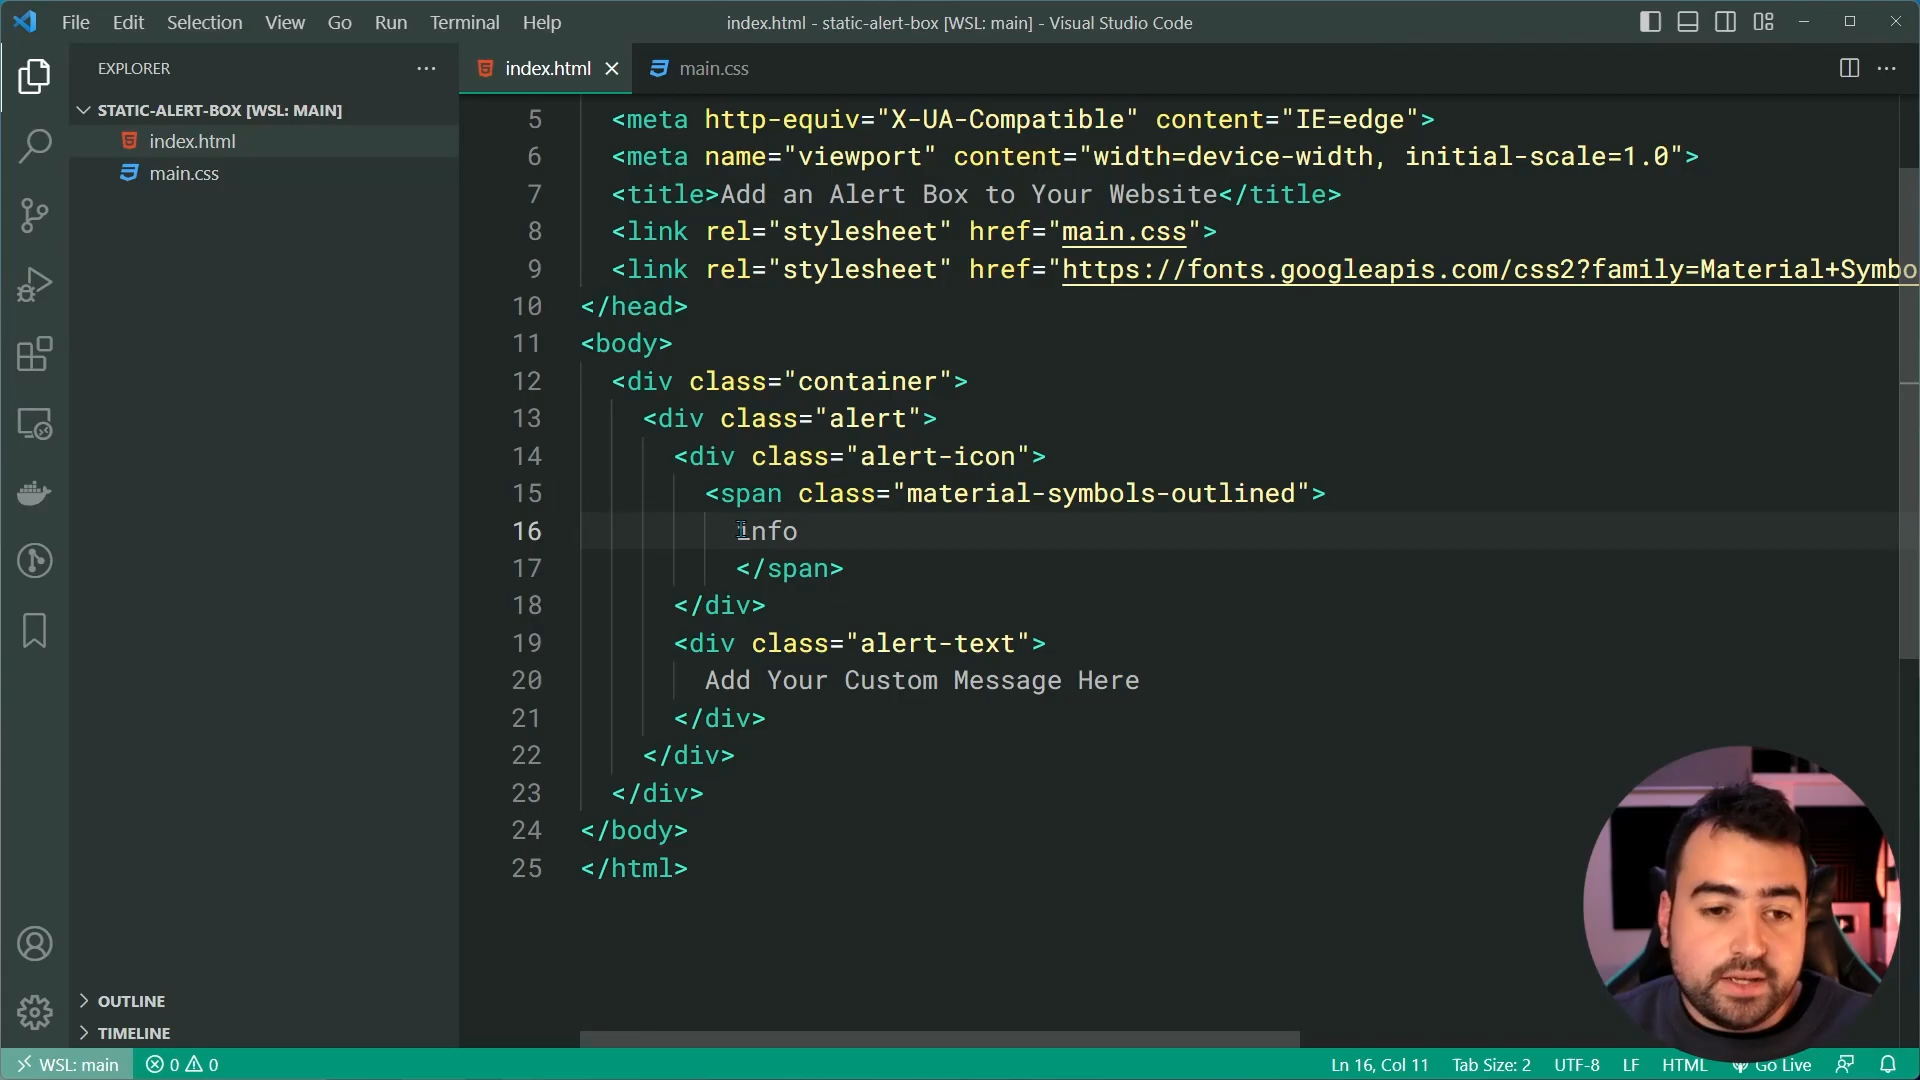 File Edit Selection View Go Run Terminal Help
index.html - static-alert-box [WSL: main] - Visual Studio Code
EXPLORER
STATIC-ALERT-BOX [WSL: MAIN]
index.html
main.css
index.html
main.css
5 <meta http-equiv="X-UA-Compatible" content="IE=edge">
6 <meta name="viewport" content="width=device-width, initial-scale=1.0">
7 <title>Add an Alert Box to Your Website</title>
8 <link rel="stylesheet" href="main.css">
9 <link rel="stylesheet" href="https://fonts.googleapis.com/css2?family=Material+Symbo
10 </head>
11 <body>
12 <div class="container">
13 <div class="alert">
14 <div class="alert-icon">
15 <span class="material-symbols-outlined">
16 info
17 </span>
18 </div>
19 <div class="alert-text">
20 Add Your Custom Message Here
21 </div>
22 </div>
23 </div>
24 </body>
25 </html>
OUTLINE
TIMELINE
WSL: main 0 0 Ln 16, Col 11 Tab Size: 2 UTF-8 LF HTML Go Live